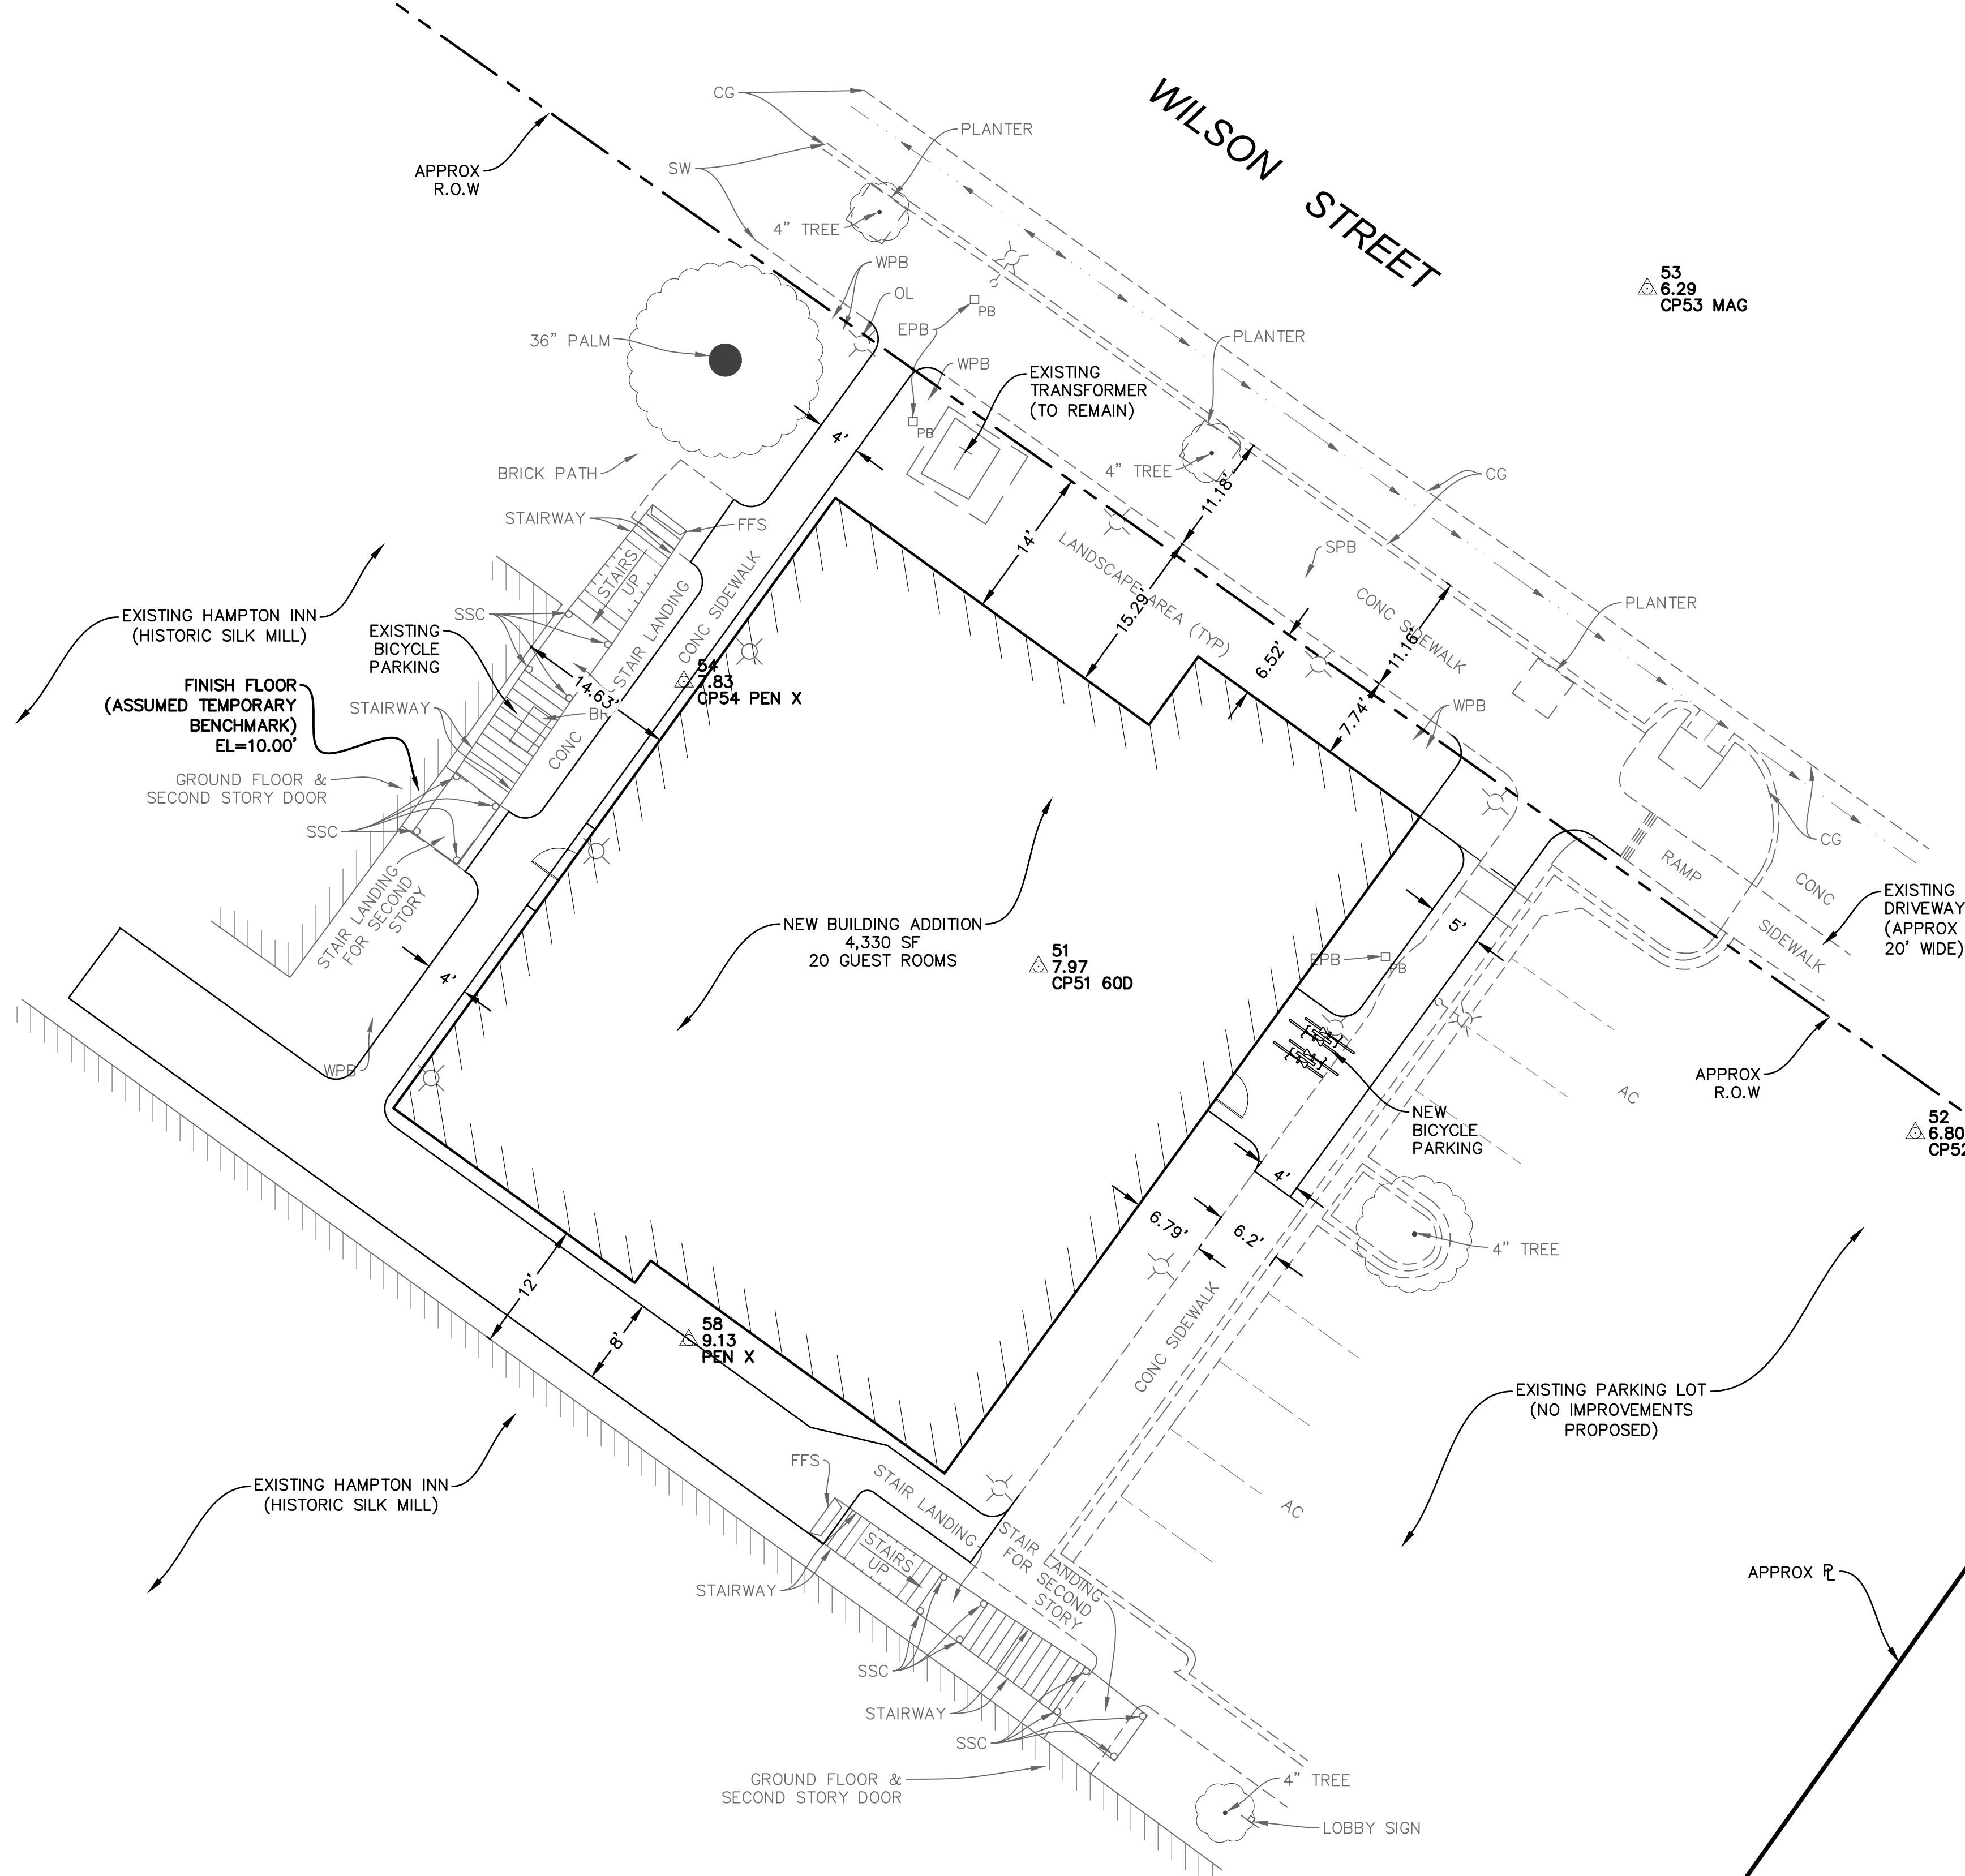 WILSON STREET
CG
PLANTER
APPROX
R.O.W
SW
4" TREE
WPB
OL
53
6.29
CP53 MAG
EPB
PB
36" PALM
WPB
EXISTING
TRANSFORMER
(TO REMAIN)
PLANTER
PB
4'
4" TREE
BRICK PATH
11.18'
CG
STAIRWAY
FFS
14'
LANDSCAPE AREA (TYP)
SPB
STAIRS
UP
15.29'
CONC SIDEWALK
PLANTER
EXISTING HAMPTON INN
(HISTORIC SILK MILL)
SSC
EXISTING
BICYCLE
PARKING
STAIR LANDING
CONC SIDEWALK
6.52'
11.16'
FINISH FLOOR
(ASSUMED TEMPORARY
BENCHMARK)
EL=10.00'
14.63'
54
7.83
CP54 PEN X
STAIRWAY
BR
CONC
7.74'
WPB
GROUND FLOOR &
SECOND STORY DOOR
SSC
CG
RAMP
CONC
SIDEWALK
EXISTING
DRIVEWAY
(APPROX
20' WIDE)
STAIR LANDING
FOR SECOND
STORY
4'
NEW BUILDING ADDITION
4,330 SF
20 GUEST ROOMS
51
7.97
CP51 60D
5'
EPB
PB
WPB
APPROX
R.O.W
AC
NEW
BICYCLE
PARKING
52
6.80
CP52
4'
6.79'
6.2'
4" TREE
12'
8'
58
9.13
PEN X
CONC SIDEWALK
EXISTING PARKING LOT
(NO IMPROVEMENTS
PROPOSED)
EXISTING HAMPTON INN
(HISTORIC SILK MILL)
FFS
STAIR LANDING
AC
STAIRS
UP
STAIR LANDING
FOR SECOND
STORY
STAIRWAY
APPROX PL
SSC
STAIRWAY
SSC
GROUND FLOOR &
SECOND STORY DOOR
4" TREE
LOBBY SIGN